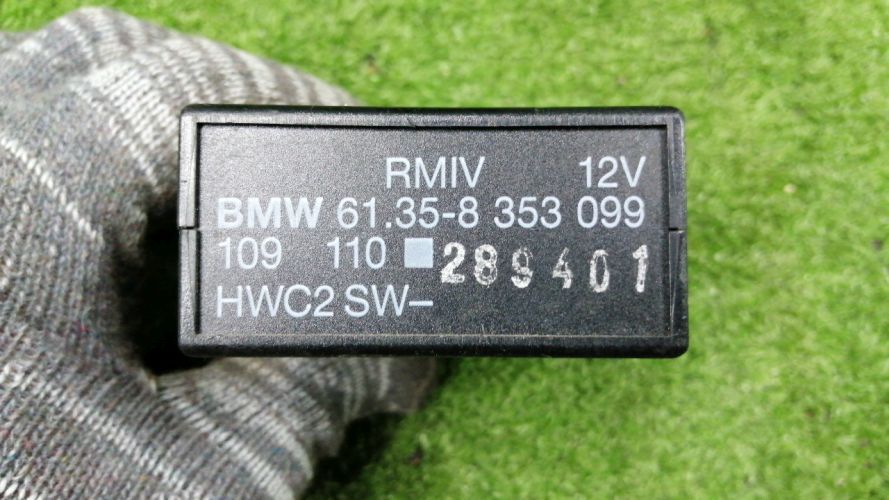 RMIV 12V
BMW 61.35-8 353 099
109 110 289401
HWC2 SW–